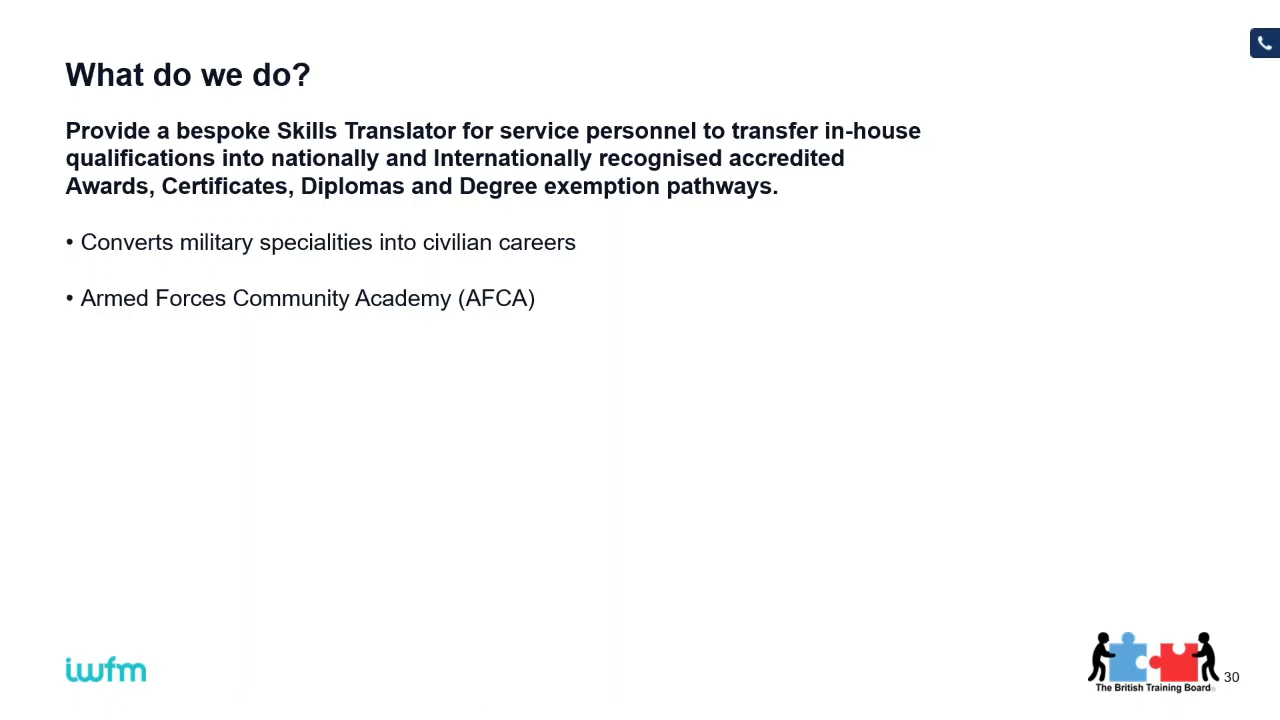 What do we do?
Provide a bespoke Skills Translator for service personnel to transfer in-house
qualifications into nationally and Internationally recognised accredited
Awards, Certificates, Diplomas and Degree exemption pathways.
• Converts military specialities into civilian careers
• Armed Forces Community Academy (AFCA)
iwfm
The British Training Board
30